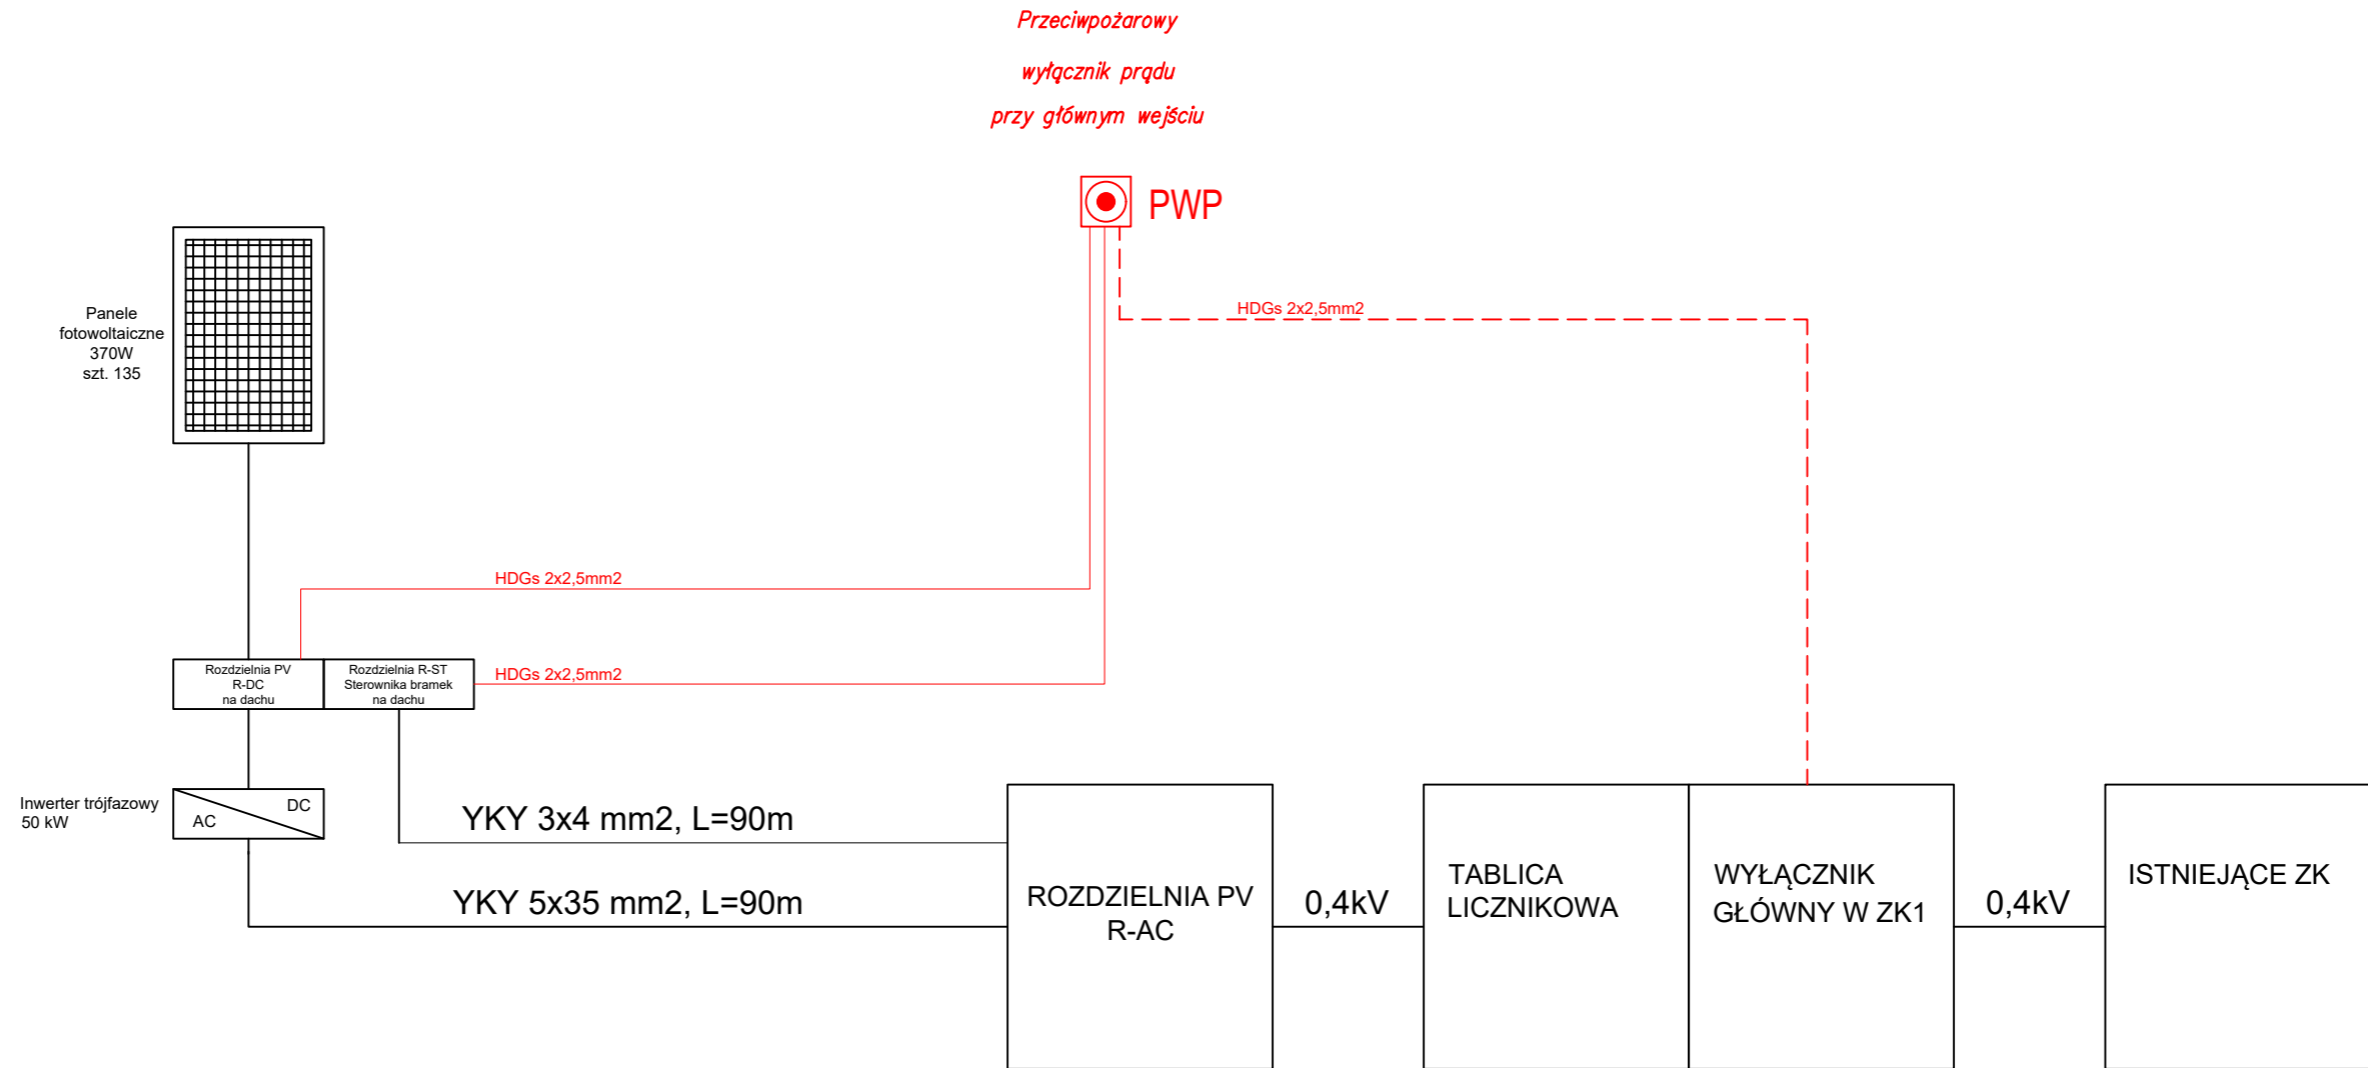 Przeciwpożarowy
wyłącznik prądu
przy głównym wejściu
PWP
HDGs 2x2,5mm2
Panele
fotowoltaiczne
370W
szt. 135
HDGs 2x2,5mm2
Rozdzielnia PV
R-DC
na dachu
Rozdzielnia R-ST
Sterownika bramek
na dachu
HDGs 2x2,5mm2
Inwerter trójfazowy
50 kW
DC
AC
YKY 3x4 mm2, L=90m
YKY 5x35 mm2, L=90m
ROZDZIELNIA PV
R-AC
0,4kV
TABLICA
LICZNIKOWA
WYŁĄCZNIK
GŁÓWNY W ZK1
0,4kV
ISTNIEJĄCE ZK